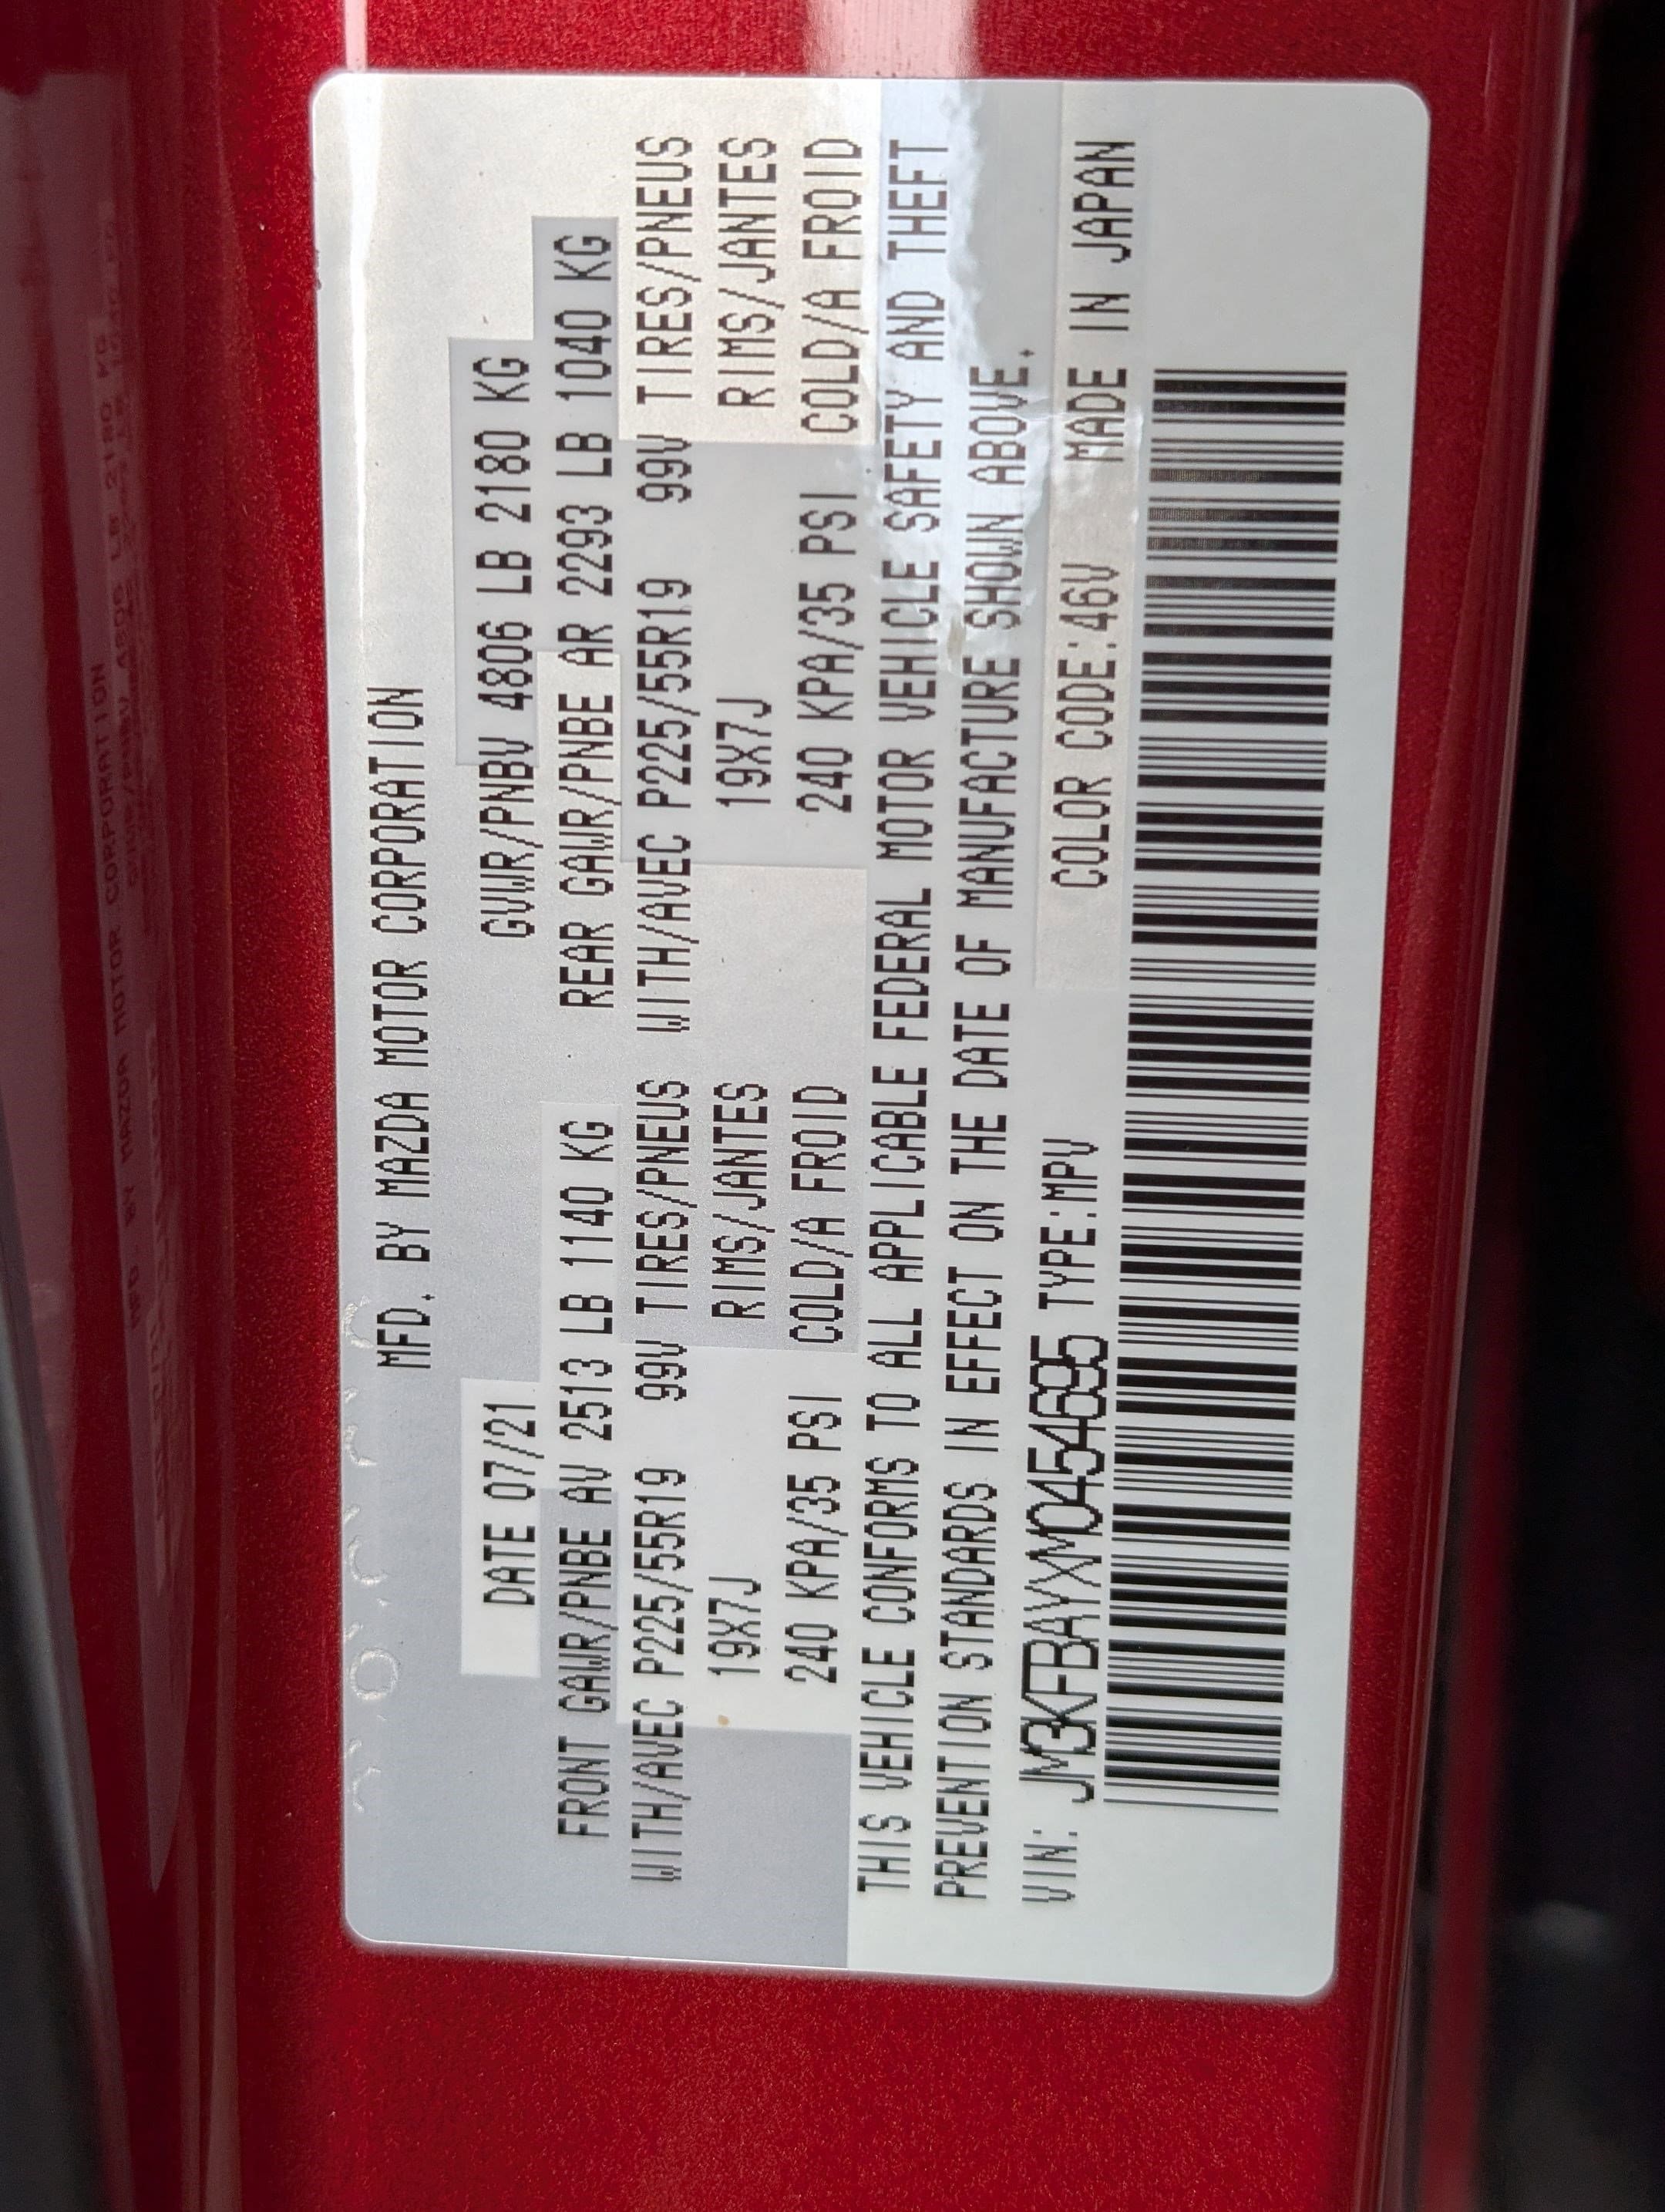 MFD. BY MAZDA MOTOR CORPORATION
DATE 07/21 GVWR/PNBV 4806 LB 2180 KG
FRONT GAWR/PNBE AV 2513 LB 1140 KG REAR GAWR/PNBE AR 2293 LB 1040 KG
WITH/AVEC P225/55R19 99V TIRES/PNEUS WITH/AVEC P225/55R19 99V TIRES/PNEUS
19X7J RIMS/JANTES 19X7J RIMS/JANTES
240 KPA/35 PSI COLD/A FROID 240 KPA/35 PSI COLD/A FROID
THIS VEHICLE CONFORMS TO ALL APPLICABLE FEDERAL MOTOR VEHICLE SAFETY AND THEFT
PREVENTION STANDARDS IN EFFECT ON THE DATE OF MANUFACTURE SHOWN ABOVE.
VIN: JM3KFBAYXM0454695 TYPE:MPV COLOR CODE:46V MADE IN JAPAN